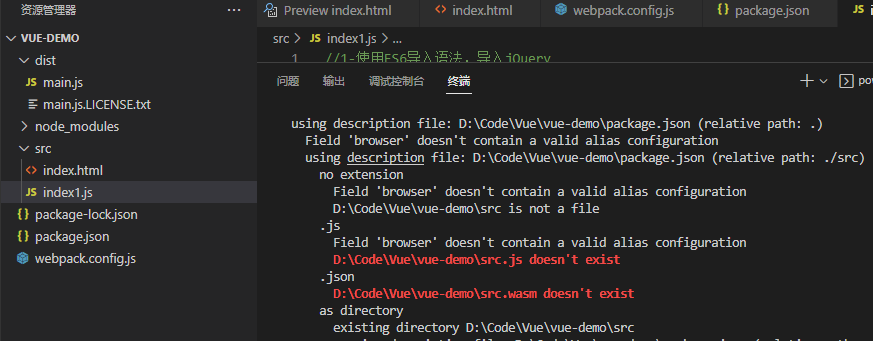 资源管理器
Preview index.html
index.html
webpack.config.js
package.json
VUE-DEMO
src > JS index1.js > ...
dist
1 //1-使用ES6导入语法,导入jQuery
JS main.js
问题 输出 调试控制台 终端
main.js.LICENSE.txt
node_modules
src
index.html
JS index1.js
package-lock.json
package.json
webpack.config.js
using description file: D:\Code\Vue\vue-demo\package.json (relative path: .)
Field 'browser' doesn't contain a valid alias configuration
using description file: D:\Code\Vue\vue-demo\package.json (relative path: ./src)
no extension
Field 'browser' doesn't contain a valid alias configuration
D:\Code\Vue\vue-demo\src is not a file
.js
Field 'browser' doesn't contain a valid alias configuration
D:\Code\Vue\vue-demo\src.js doesn't exist
.json
D:\Code\Vue\vue-demo\src.wasm doesn't exist
as directory
existing directory D:\Code\Vue\vue-demo\src